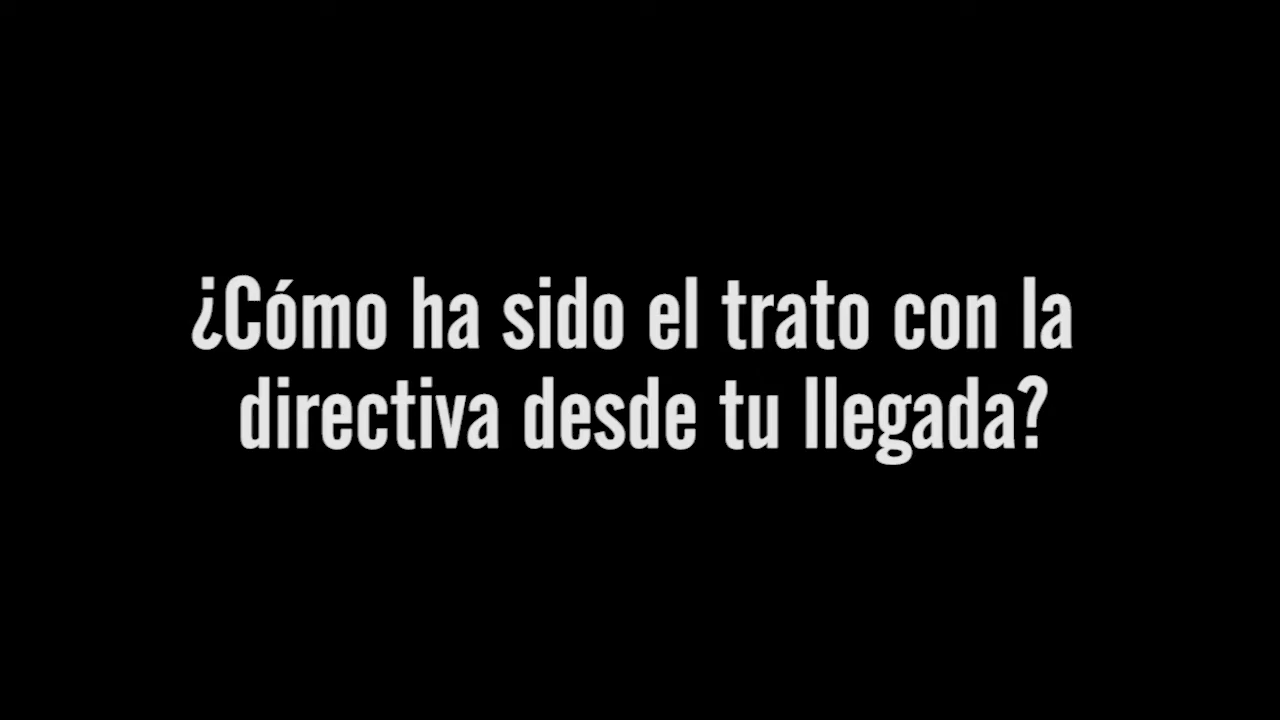 ¿Cómo ha sido el trato con la
directiva desde tu llegada?